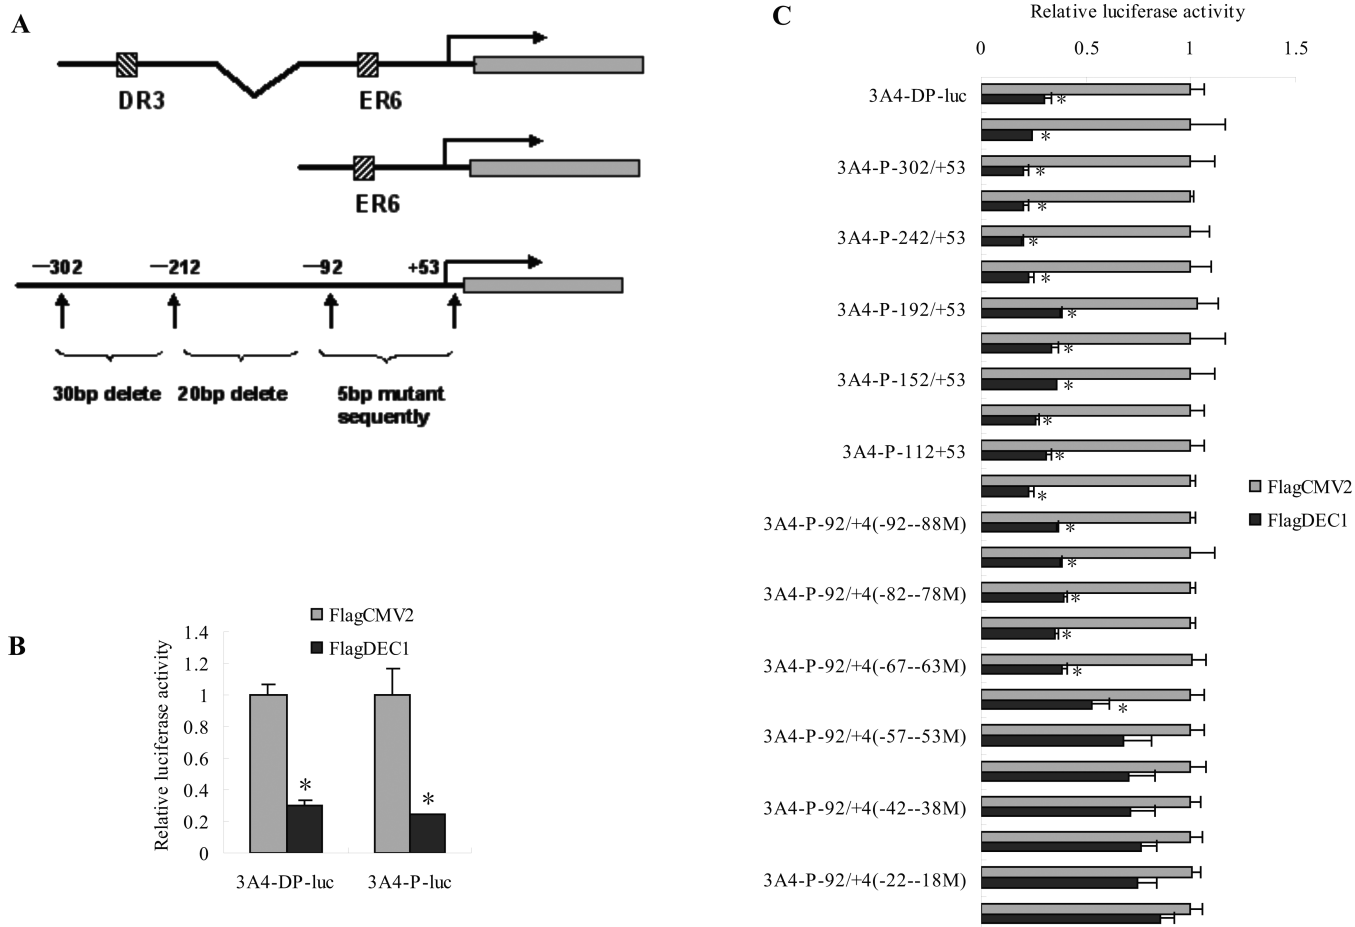 A
DR3
ER6
ER6
—302
—212
—92
+53
30bp delete
20bp delete
5bp mutant
sequently
B
FlagCMV2
FlagDEC1
Relative luciferase activity
1.4
1.2
1
0.8
0.6
0.4
0.2
0
*
*
3A4-DP-luc
3A4-P-luc
C
Relative luciferase activity
0
0.5
1
1.5
3A4-DP-luc
*
*
3A4-P-302/+53
*
*
3A4-P-242/+53
*
*
3A4-P-192/+53
*
*
3A4-P-152/+53
*
*
3A4-P-112+53
*
*
3A4-P-92/+4(-92--88M)
*
*
3A4-P-92/+4(-82--78M)
*
*
3A4-P-92/+4(-67--63M)
*
*
3A4-P-92/+4(-57--53M)
3A4-P-92/+4(-42--38M)
3A4-P-92/+4(-22--18M)
FlagCMV2
FlagDEC1